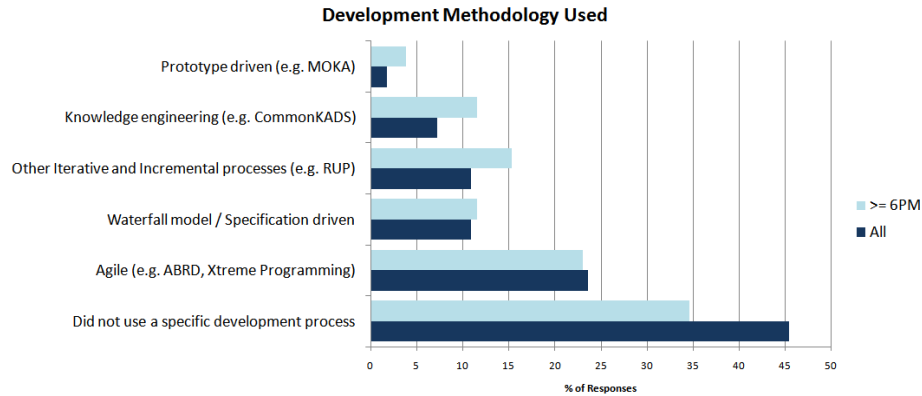 Development Methodology Used
Prototype driven (e.g. MOKA)
Knowledge engineering (e.g. CommonKADS)
Other Iterative and Incremental processes (e.g. RUP)
Waterfall model / Specification driven
Agile (e.g. ABRD, Xtreme Programming)
Did not use a specific development process
>= 6PM
All
0 5 10 15 20 25 30 35 40 45 50
% of Responses